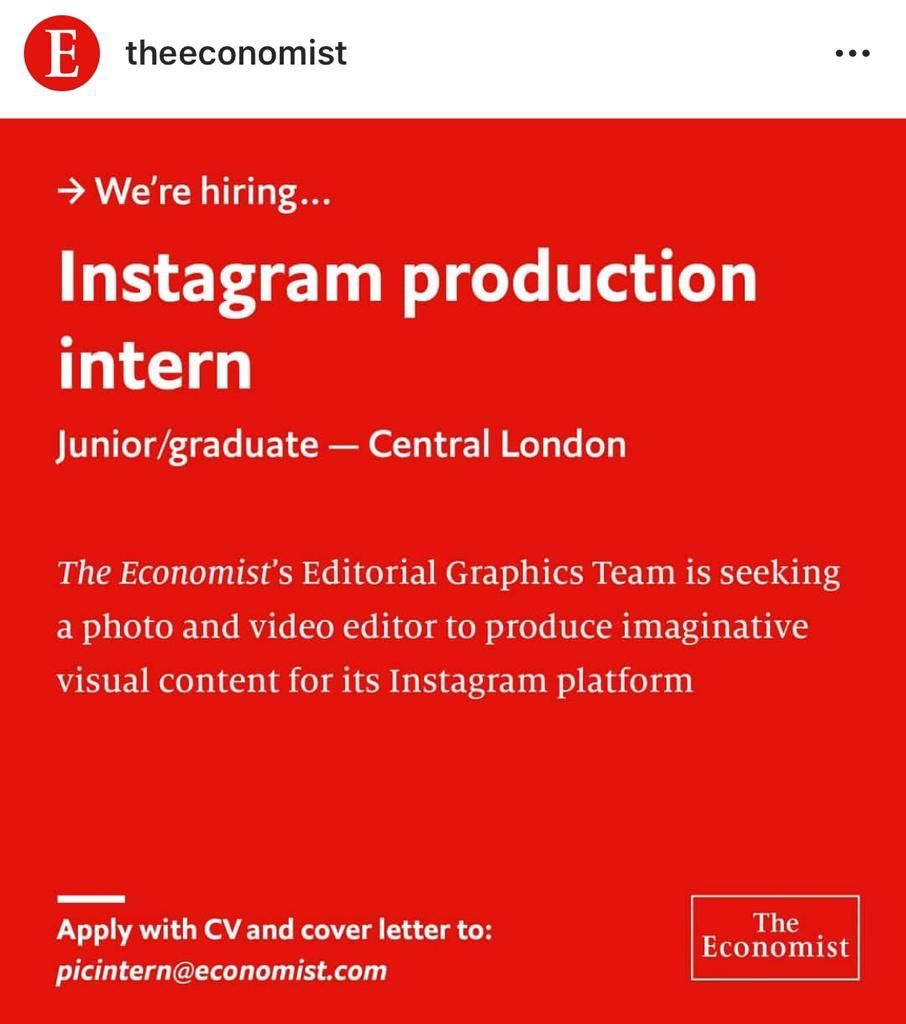 E
theeconomist
→ We're hiring...
Instagram production
intern
Junior/graduate — Central London
The Economist's Editorial Graphics Team is seeking
a photo and video editor to produce imaginative
visual content for its Instagram platform
Apply with CV and cover letter to:
picintern@economist.com
The
Economist